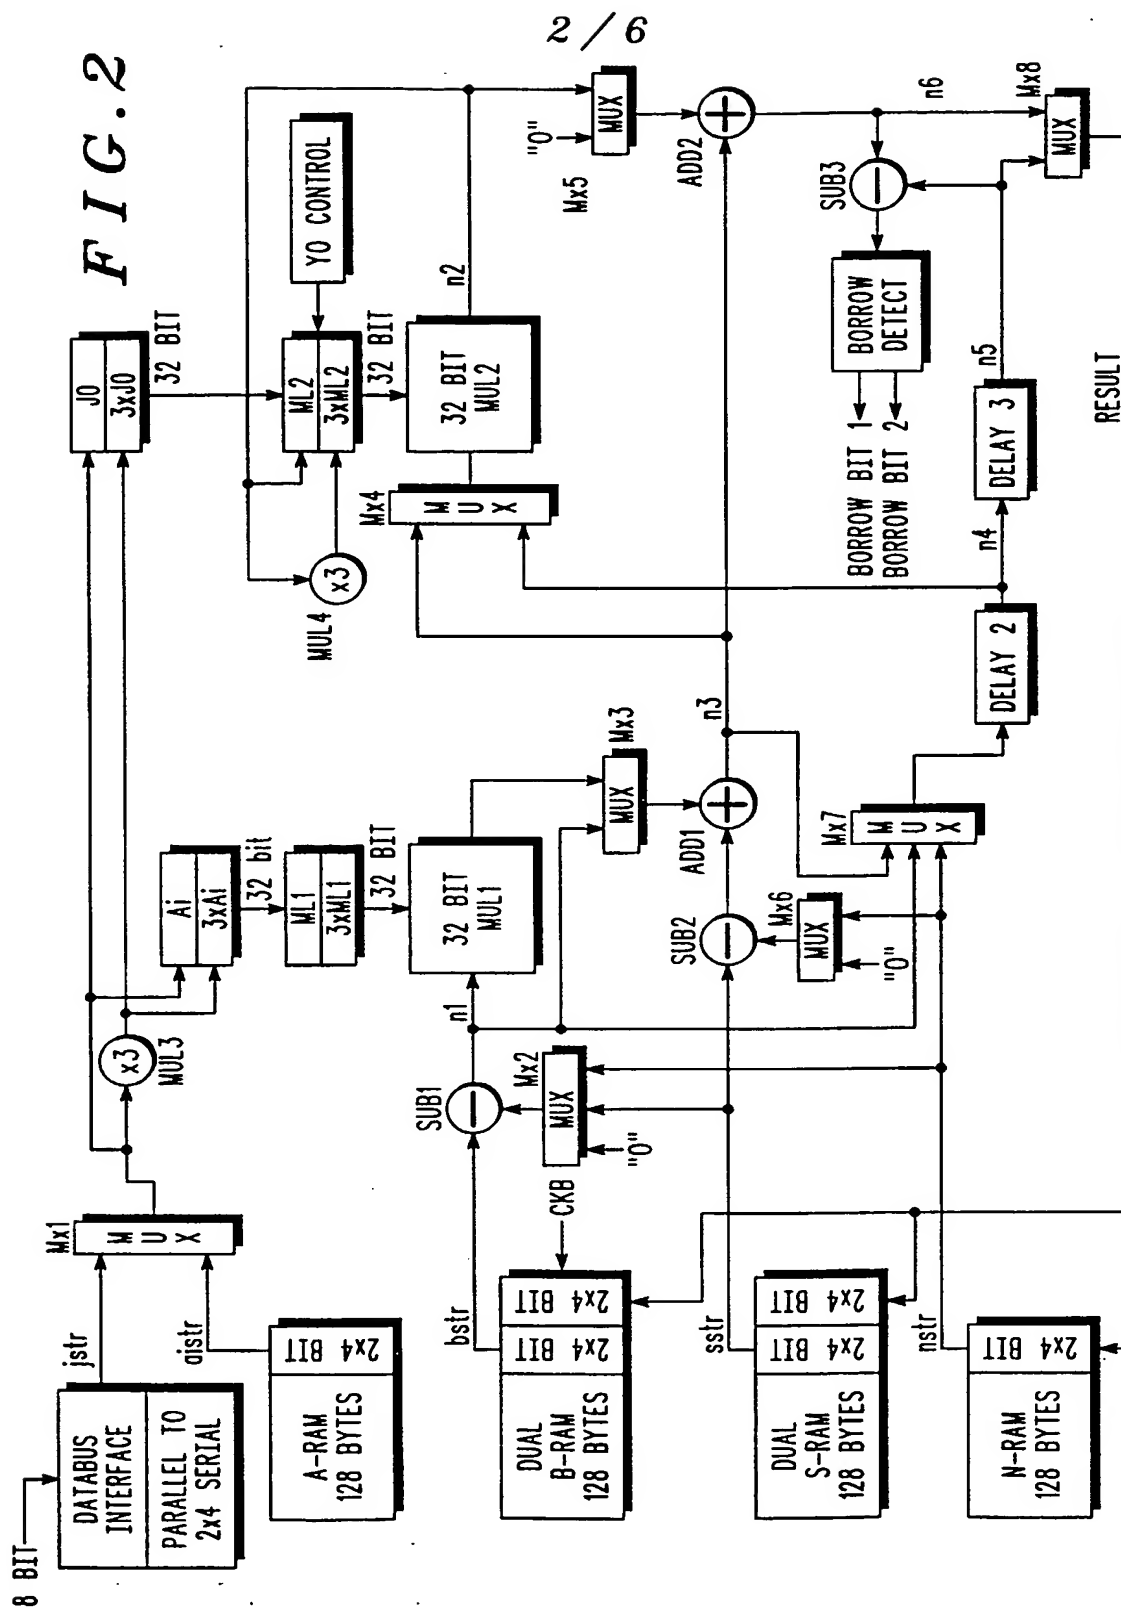 2/6
FIG.2
8 BIT
DATABUS
INTERFACE
PARALLEL TO
2x4 SERIAL
jstr
aistr
A-RAM
128 BYTES
2x4 BIT
Mx1
MUX
x3
MUL3
Ai
3xAi
32 bit
ML1
3xML1
32 BIT
32 BIT
MUL1
J0
3xJ0
32 BIT
YO CONTROL
ML2
3xML2
32 BIT
32 BIT
MUL2
n2
x3
MUL4
Mx4
MUX
"0"
MUX
Mx5
DUAL
B-RAM
128 BYTES
2x4 BIT
2x4 BIT
CKB
bstr
SUB1
n1
Mx2
MUX
"0"
Mx3
MUX
DUAL
S-RAM
128 BYTES
2x4 BIT
2x4 BIT
sstr
SUB2
Mx6
MUX
"0"
ADD1
n3
ADD2
N-RAM
128 BYTES
2x4 BIT
nstr
Mx7
MUX
DELAY 2
n4
DELAY 3
n5
BORROW BIT 1
BORROW BIT 2
BORROW
DETECT
SUB3
n6
Mx8
MUX
RESULT